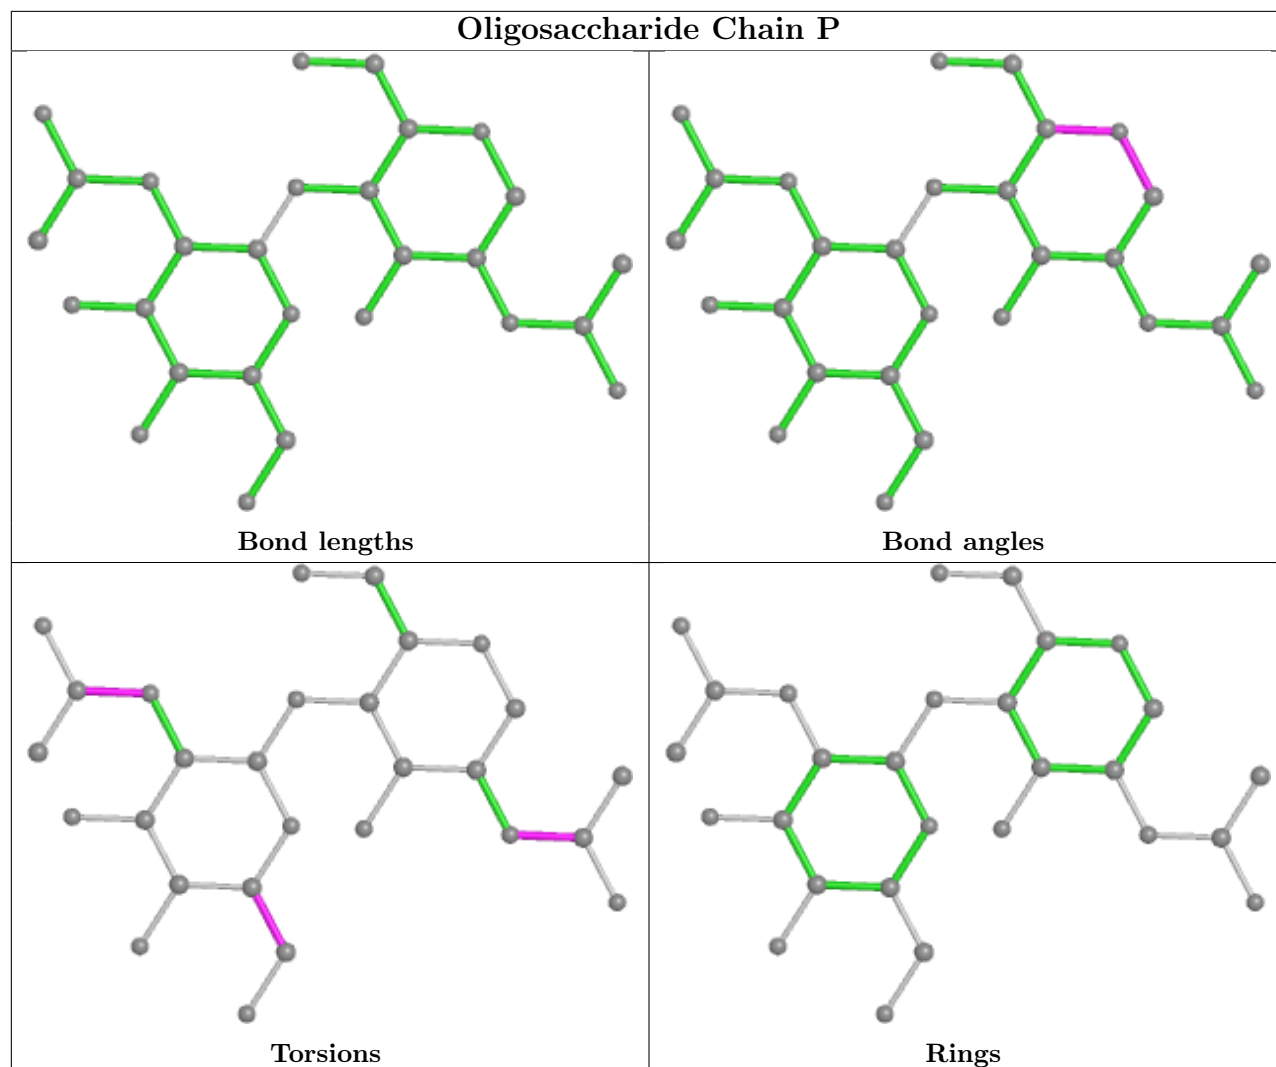 Oligosaccharide Chain P
Bond lengths
Bond angles
Torsions
Rings